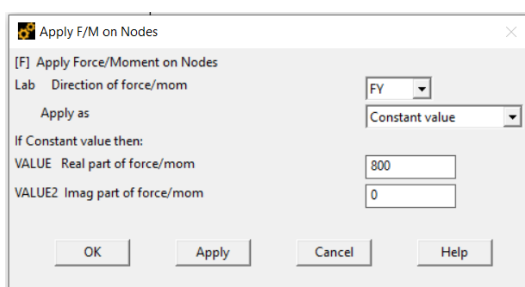 Apply F/M on Nodes
[F] Apply Force/Moment on Nodes
Lab Direction of force/mom FY
Apply as Constant value
If Constant value then:
VALUE Real part of force/mom 800
VALUE2 Imag part of force/mom 0
OK Apply Cancel Help